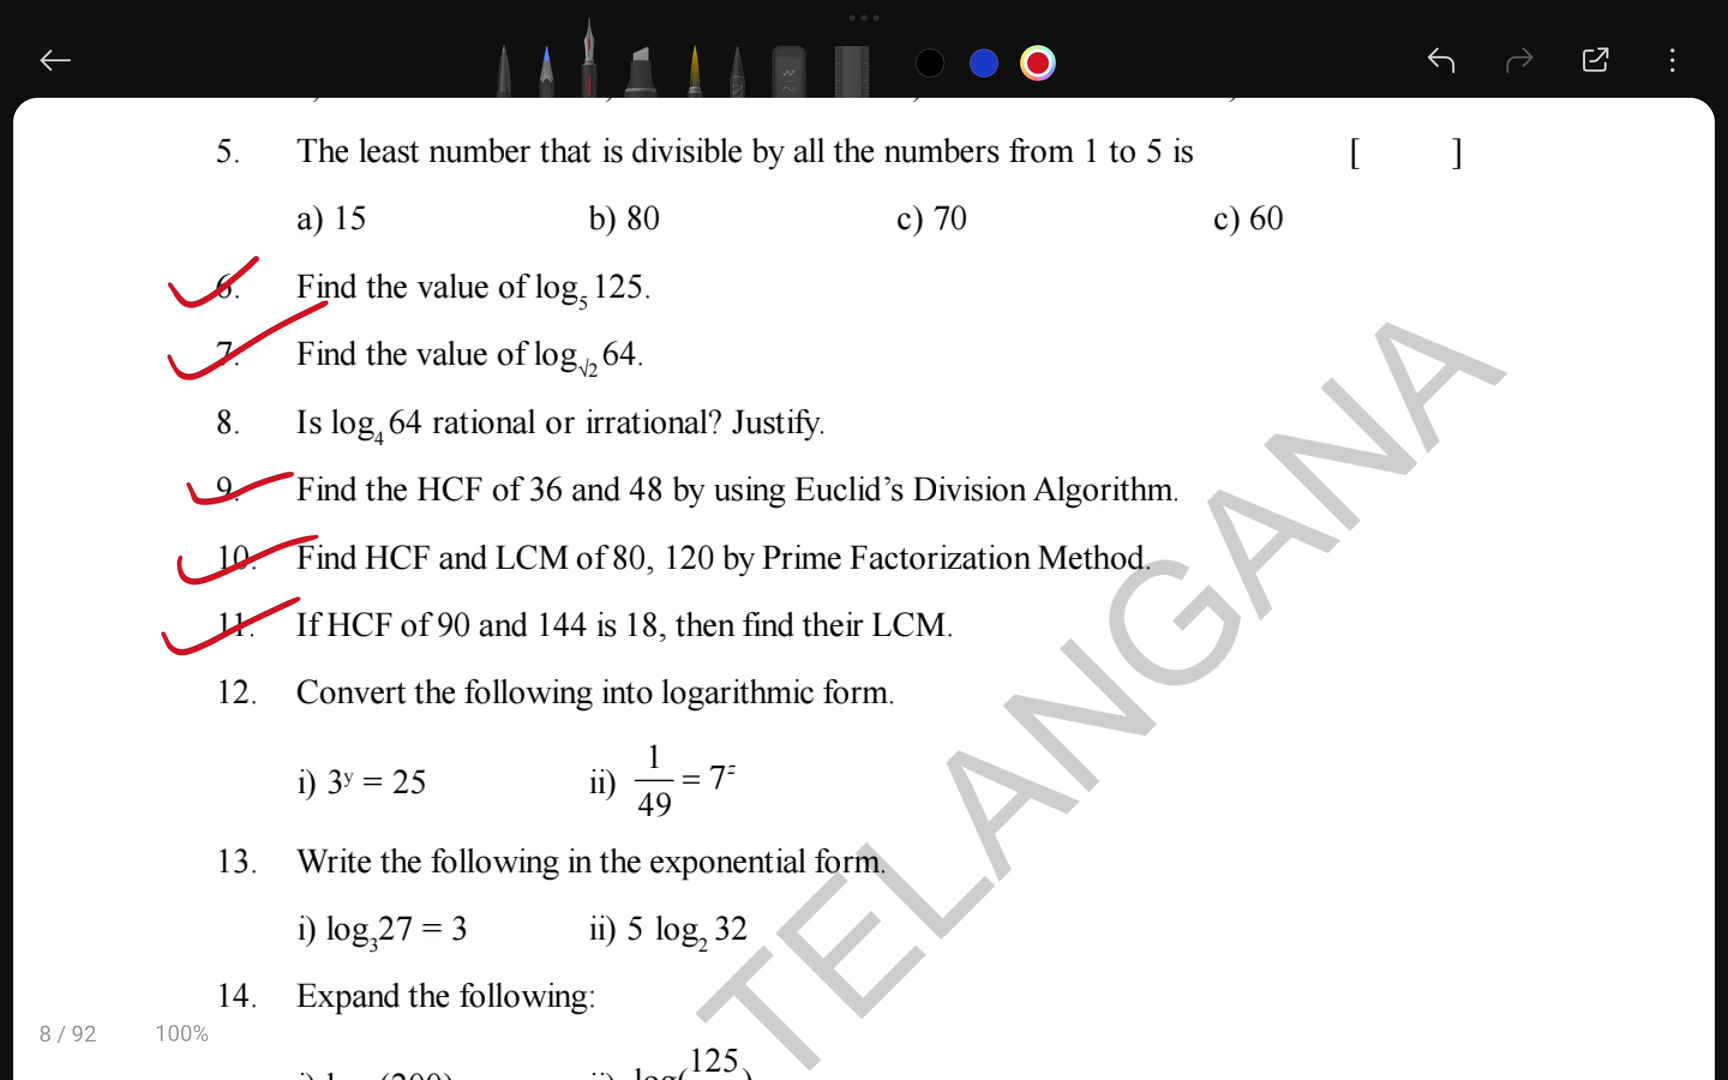 5. The least number that is divisible by all the numbers from 1 to 5 is [ ]
a) 15 b) 80 c) 70 c) 60
6. Find the value of log₅ 125.
7. Find the value of log√₂ 64.
8. Is log₄ 64 rational or irrational? Justify.
9. Find the HCF of 36 and 48 by using Euclid’s Division Algorithm.
10. Find HCF and LCM of 80, 120 by Prime Factorization Method.
11. If HCF of 90 and 144 is 18, then find their LCM.
12. Convert the following into logarithmic form.
i) 3ʸ = 25 ii) 1/49 = 7ᶻ
13. Write the following in the exponential form.
i) log₃27 = 3 ii) 5 log₂ 32
14. Expand the following:
125
8 / 92 100%
TELANGANA